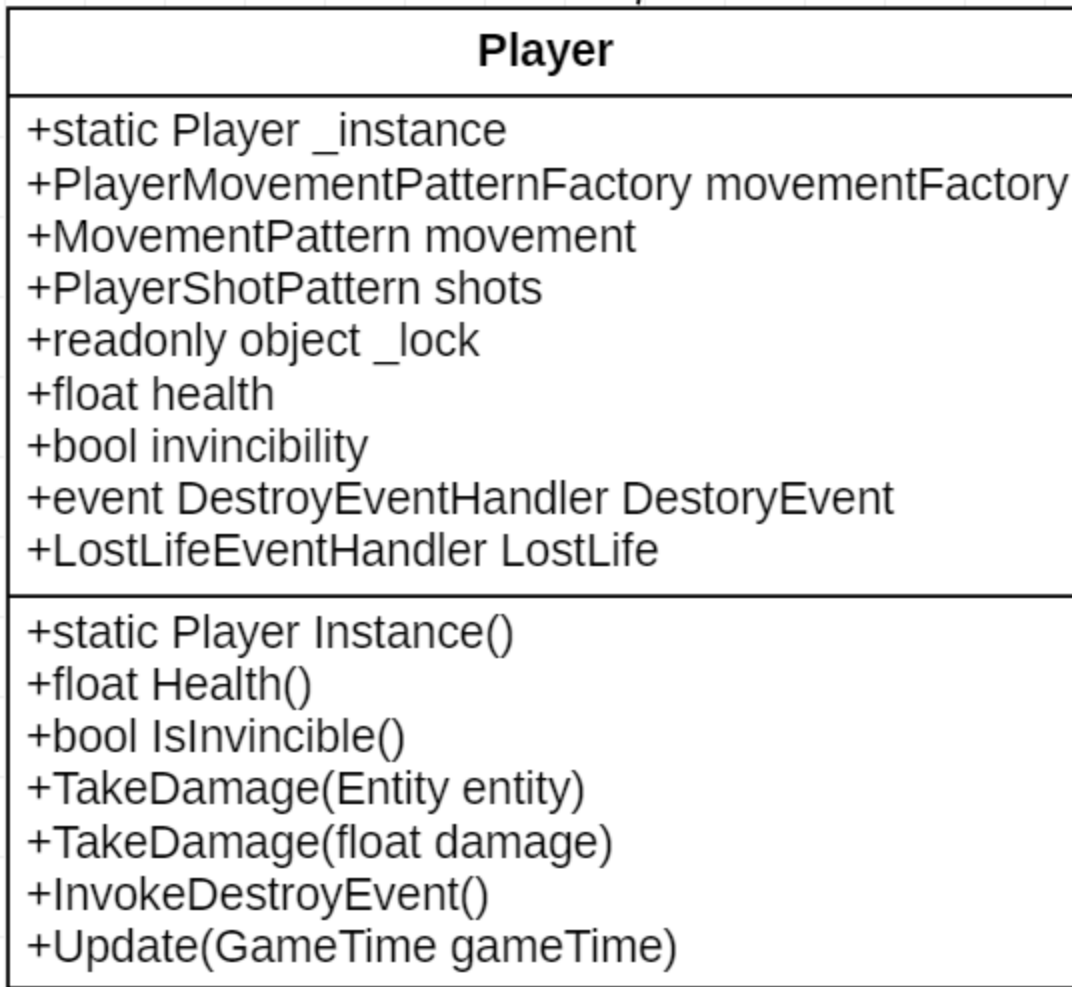 Player
+static Player _instance
+PlayerMovementPatternFactory movementFactory
+MovementPattern movement
+PlayerShotPattern shots
+readonly object _lock
+float health
+bool invincibility
+event DestroyEventHandler DestoryEvent
+LostLifeEventHandler LostLife
+static Player Instance()
+float Health()
+bool IsInvincible()
+TakeDamage(Entity entity)
+TakeDamage(float damage)
+InvokeDestroyEvent()
+Update(GameTime gameTime)